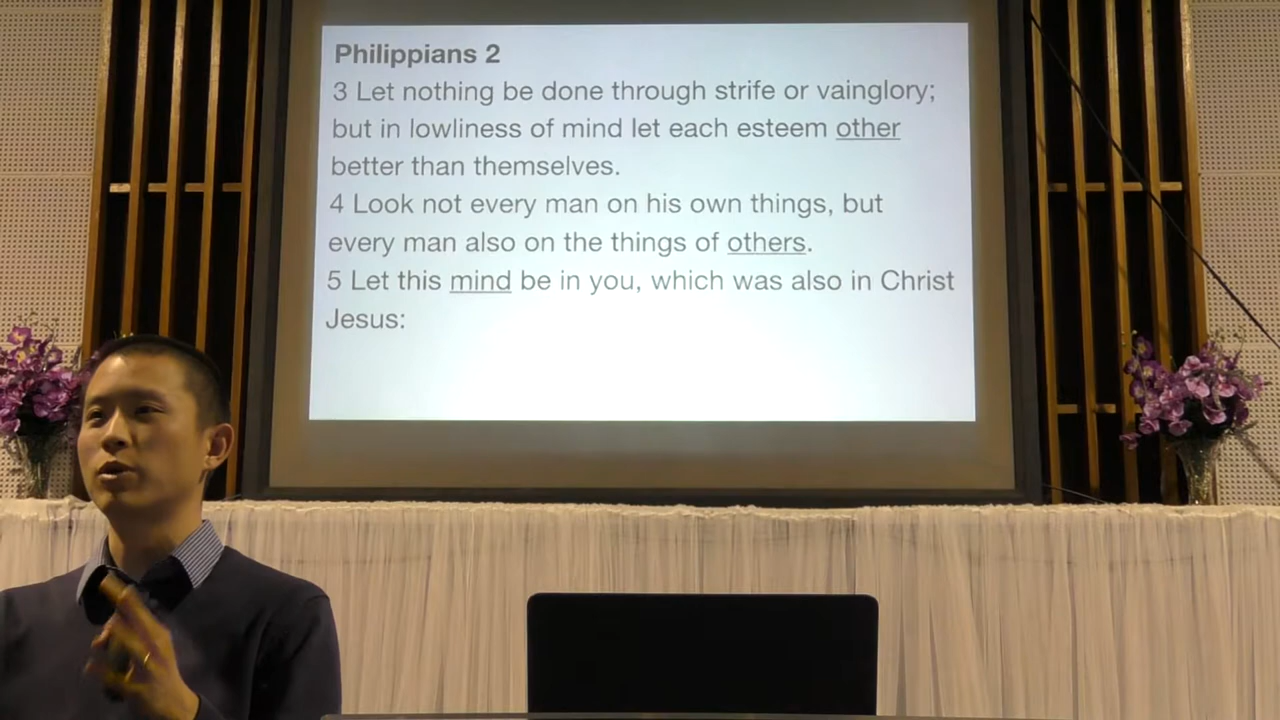 Philippians 2
3 Let nothing be done through strife or vainglory;
but in lowliness of mind let each esteem other
better than themselves.
4 Look not every man on his own things, but
every man also on the things of others.
5 Let this mind be in you, which was also in Christ
Jesus: